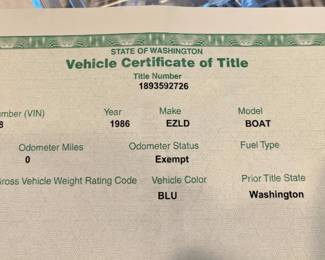 STATE OF WASHINGTON
Vehicle Certificate of Title
Title Number
1893592726
umber (VIN) Year Make Model
8 1986 EZLD BOAT
Odometer Miles Odometer Status Fuel Type
0 Exempt
Gross Vehicle Weight Rating Code Vehicle Color Prior Title State
BLU Washington